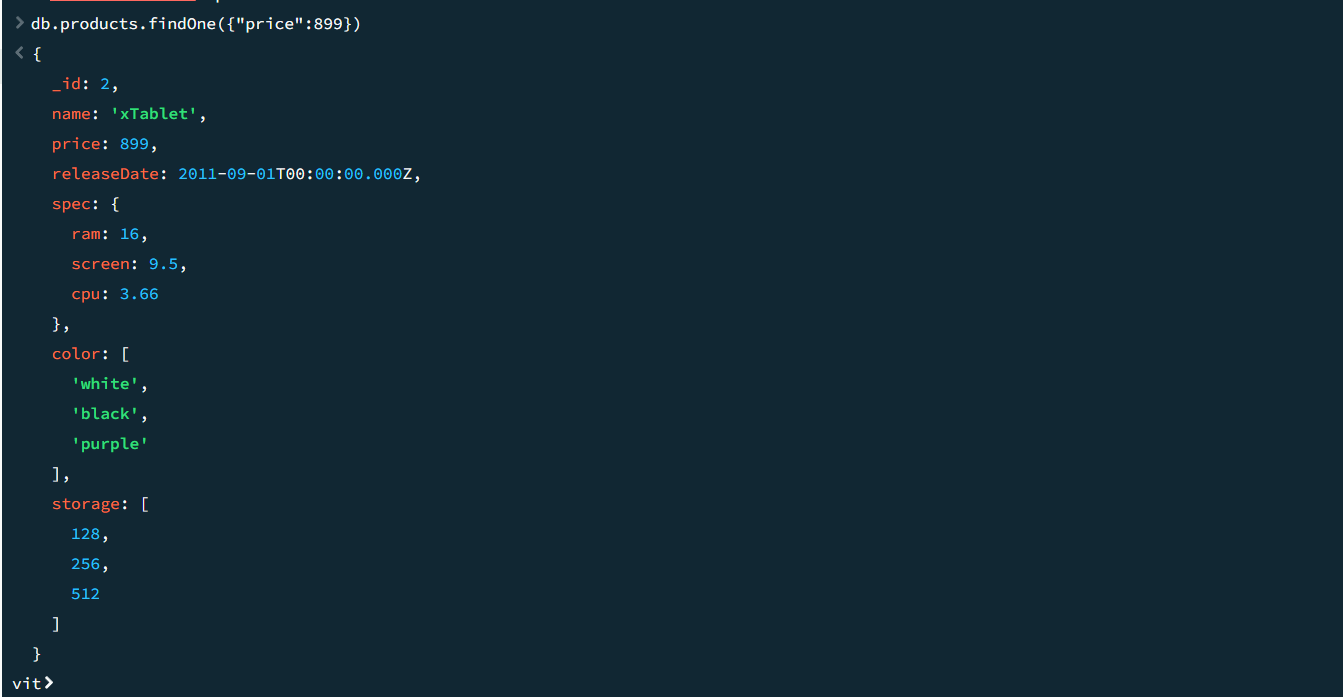 > db.products.findOne({"price":899})
< {
_id: 2,
name: 'xTablet',
price: 899,
releaseDate: 2011-09-01T00:00:00.000Z,
spec: {
ram: 16,
screen: 9.5,
cpu: 3.66
},
color: [
'white',
'black',
'purple'
],
storage: [
128,
256,
512
]
}
vit>